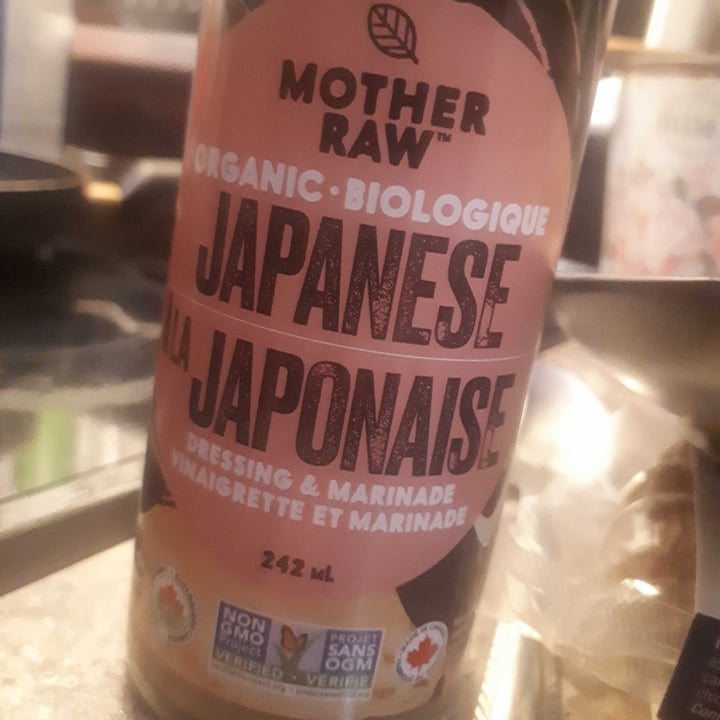 MOTHER
RAW™
ORGANIC • BIOLOGIQUE
JAPANESE
À LA JAPONAISE
DRESSING & MARINADE
VINAIGRETTE ET MARINADE
242 mL
NON
GMO
Project
VERIFIED
PROJET
SANS
OGM
VÉRIFIÉ